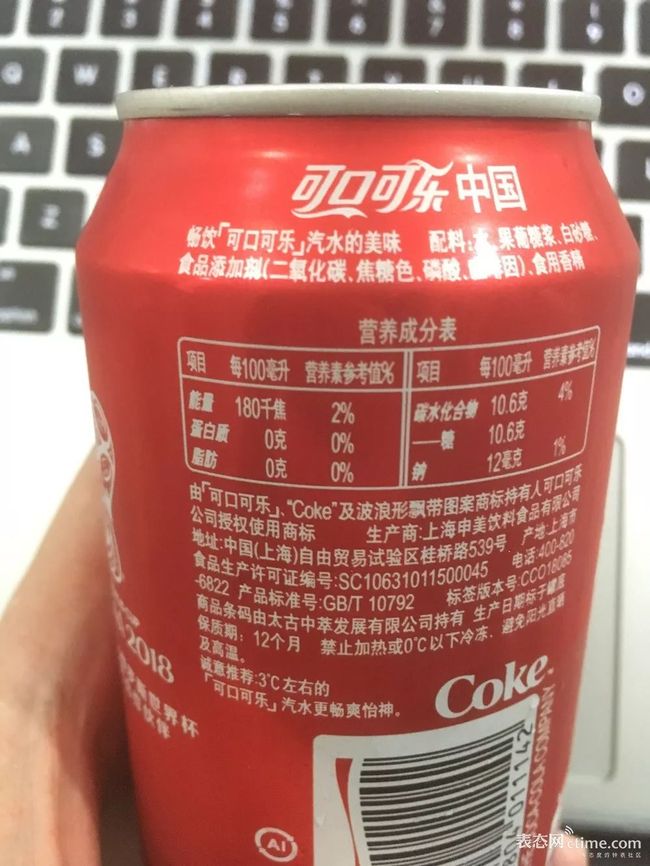 可口可乐 中国
畅饮「可口可乐」汽水的美味 配料:水、果葡糖浆、白砂糖、
食品添加剂(二氧化碳、焦糖色、磷酸、咖啡因)、食用香精
营养成分表
项目 每100毫升 营养素参考值% 项目 每100毫升 营养素参考值%
能量 180千焦 2% 碳水化合物 10.6克 4%
蛋白质 0克 0% ——糖 10.6克
脂肪 0克 0% 钠 12毫克 1%
由「可口可乐」、“Coke”及波浪形飘带图案商标持有人可口可乐
公司授权使用商标 生产商:上海申美饮料食品有限公司
地址:中国(上海)自由贸易试验区桂桥路539号 产地:上海市
食品生产许可证编号:SC10631011500045 电话:400-820
-6822 产品标准号:GB/T 10792 标签版本号:CCO16085
商品条码由太古中萃发展有限公司持有 生产日期标于罐底
保质期: 12个月 禁止加热或0℃以下冷冻、避免阳光直晒
及高温。
诚意推荐:3℃左右的
「可口可乐」汽水更畅爽怡神。
Coke
2018
世界杯
011142
COCA-COLA COMPANY
AI
Q W
A S
Z
表态网 ctime.com